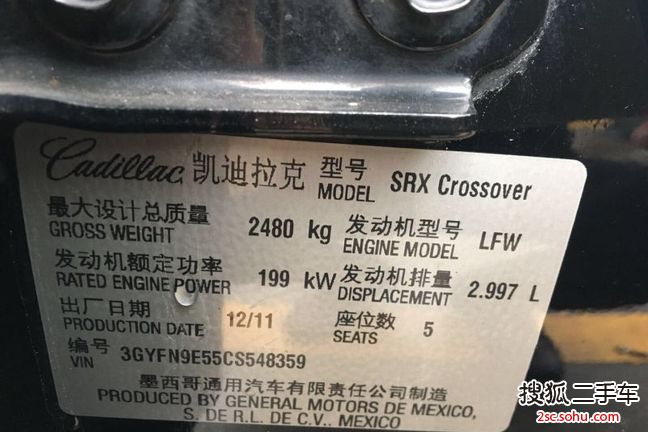 Cadillac 凯迪拉克 型号 MODEL SRX Crossover
最大设计总质量 GROSS WEIGHT 2480 kg 发动机型号 ENGINE MODEL LFW
发动机额定功率 RATED ENGINE POWER 199 kW 发动机排量 DISPLACEMENT 2.997 L
出厂日期 PRODUCTION DATE 12/11 座位数 SEATS 5
编号 VIN 3GYFN9E55CS548359
墨西哥通用汽车有限责任公司制造
PRODUCED BY GENERAL MOTORS DE MEXICO,
S. DE R.L. DE C.V., MEXICO
搜狐二手车
2sc.sohu.com